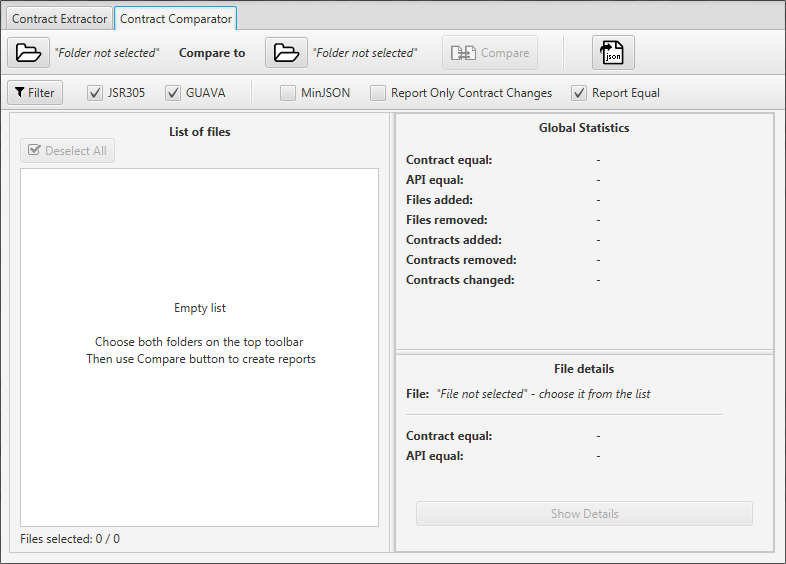 Contract Extractor Contract Comparator
"Folder not selected" Compare to "Folder not selected" Compare json
Filter JSR305 GUAVA MinJSON Report Only Contract Changes Report Equal
List of files
Deselect All
Empty list
Choose both folders on the top toolbar
Then use Compare button to create reports
Files selected: 0 / 0
Global Statistics
Contract equal: -
API equal: -
Files added: -
Files removed: -
Contracts added: -
Contracts removed: -
Contracts changed: -
File details
File: "File not selected" - choose it from the list
Contract equal: -
API equal: -
Show Details